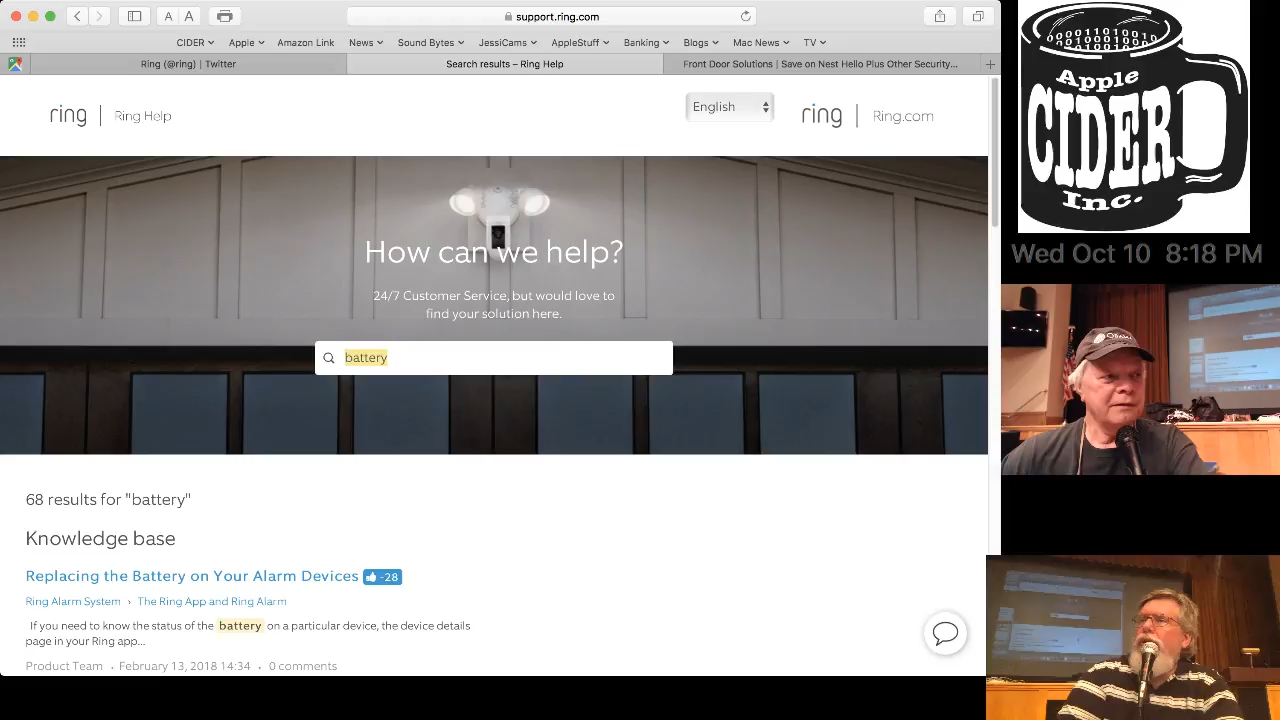 support.ring.com
A A
CIDER Apple Amazon Link News Sound Bytes JessiCams AppleStuff Banking Blogs Mac News TV
Ring (@ring) | Twitter
Search results – Ring Help
Front Door Solutions | Save on Nest Hello Plus Other Security...
ring | Ring Help
English
ring | Ring.com
How can we help?
24/7 Customer Service, but would love to
find your solution here.
battery
68 results for "battery"
Knowledge base
Replacing the Battery on Your Alarm Devices -28
Ring Alarm System › The Ring App and Ring Alarm
If you need to know the status of the battery on a particular device, the device details
page in your Ring app...
Product Team · February 13, 2018 14:34 · 0 comments
Apple
CIDER
Inc.
Wed Oct 10 8:18 PM
OBAMA